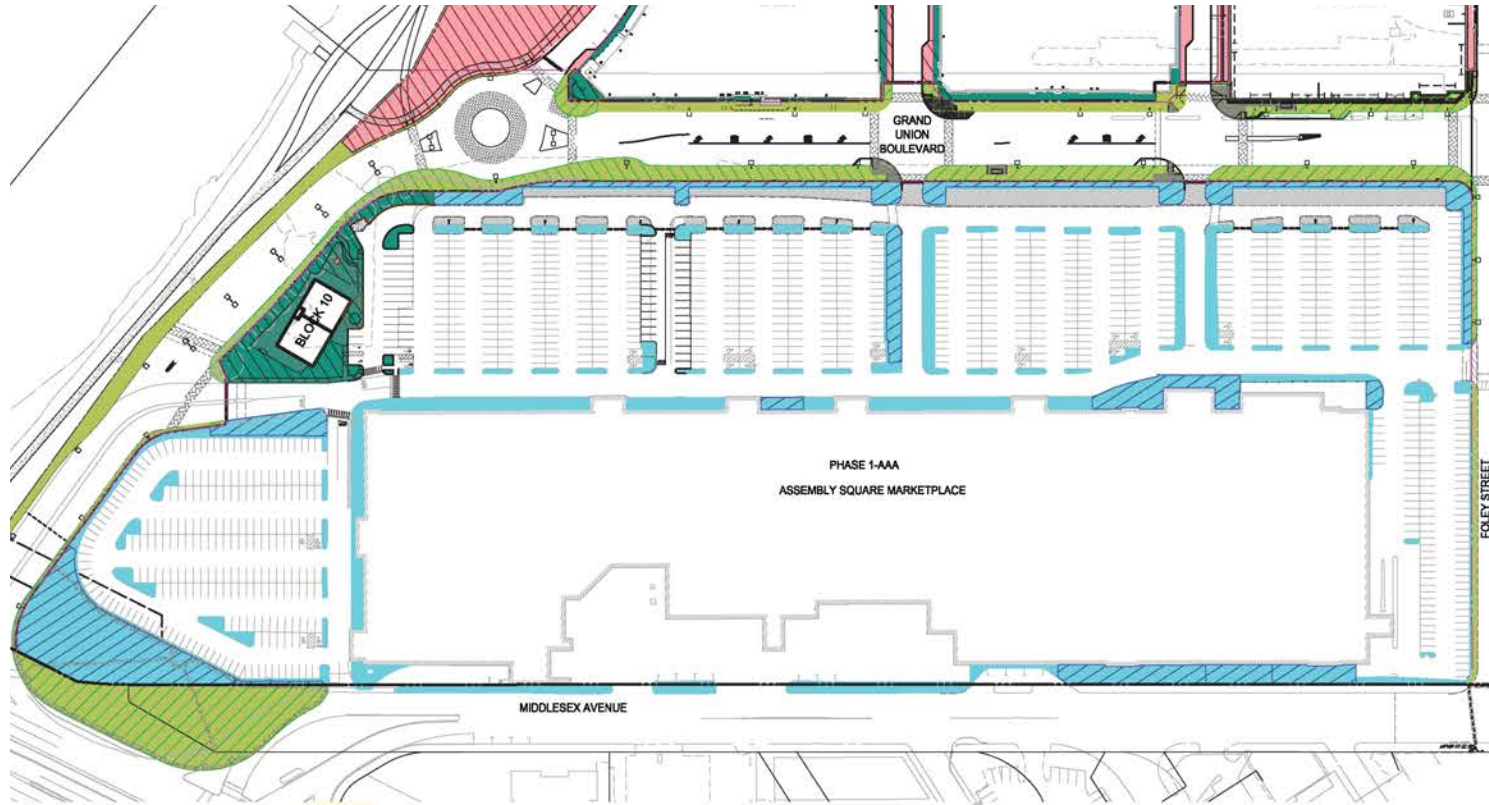 GRAND
UNION
BOULEVARD
BLOCK 10
PHASE 1-AAA
ASSEMBLY SQUARE MARKETPLACE
FOLEY STREET
MIDDLESEX AVENUE